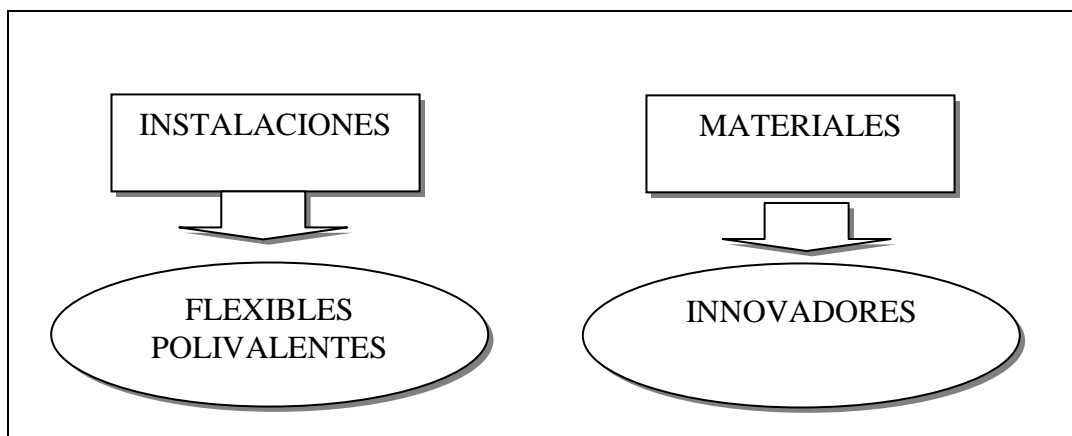 INSTALACIONES
FLEXIBLES
POLIVALENTES
MATERIALES
INNOVADORES